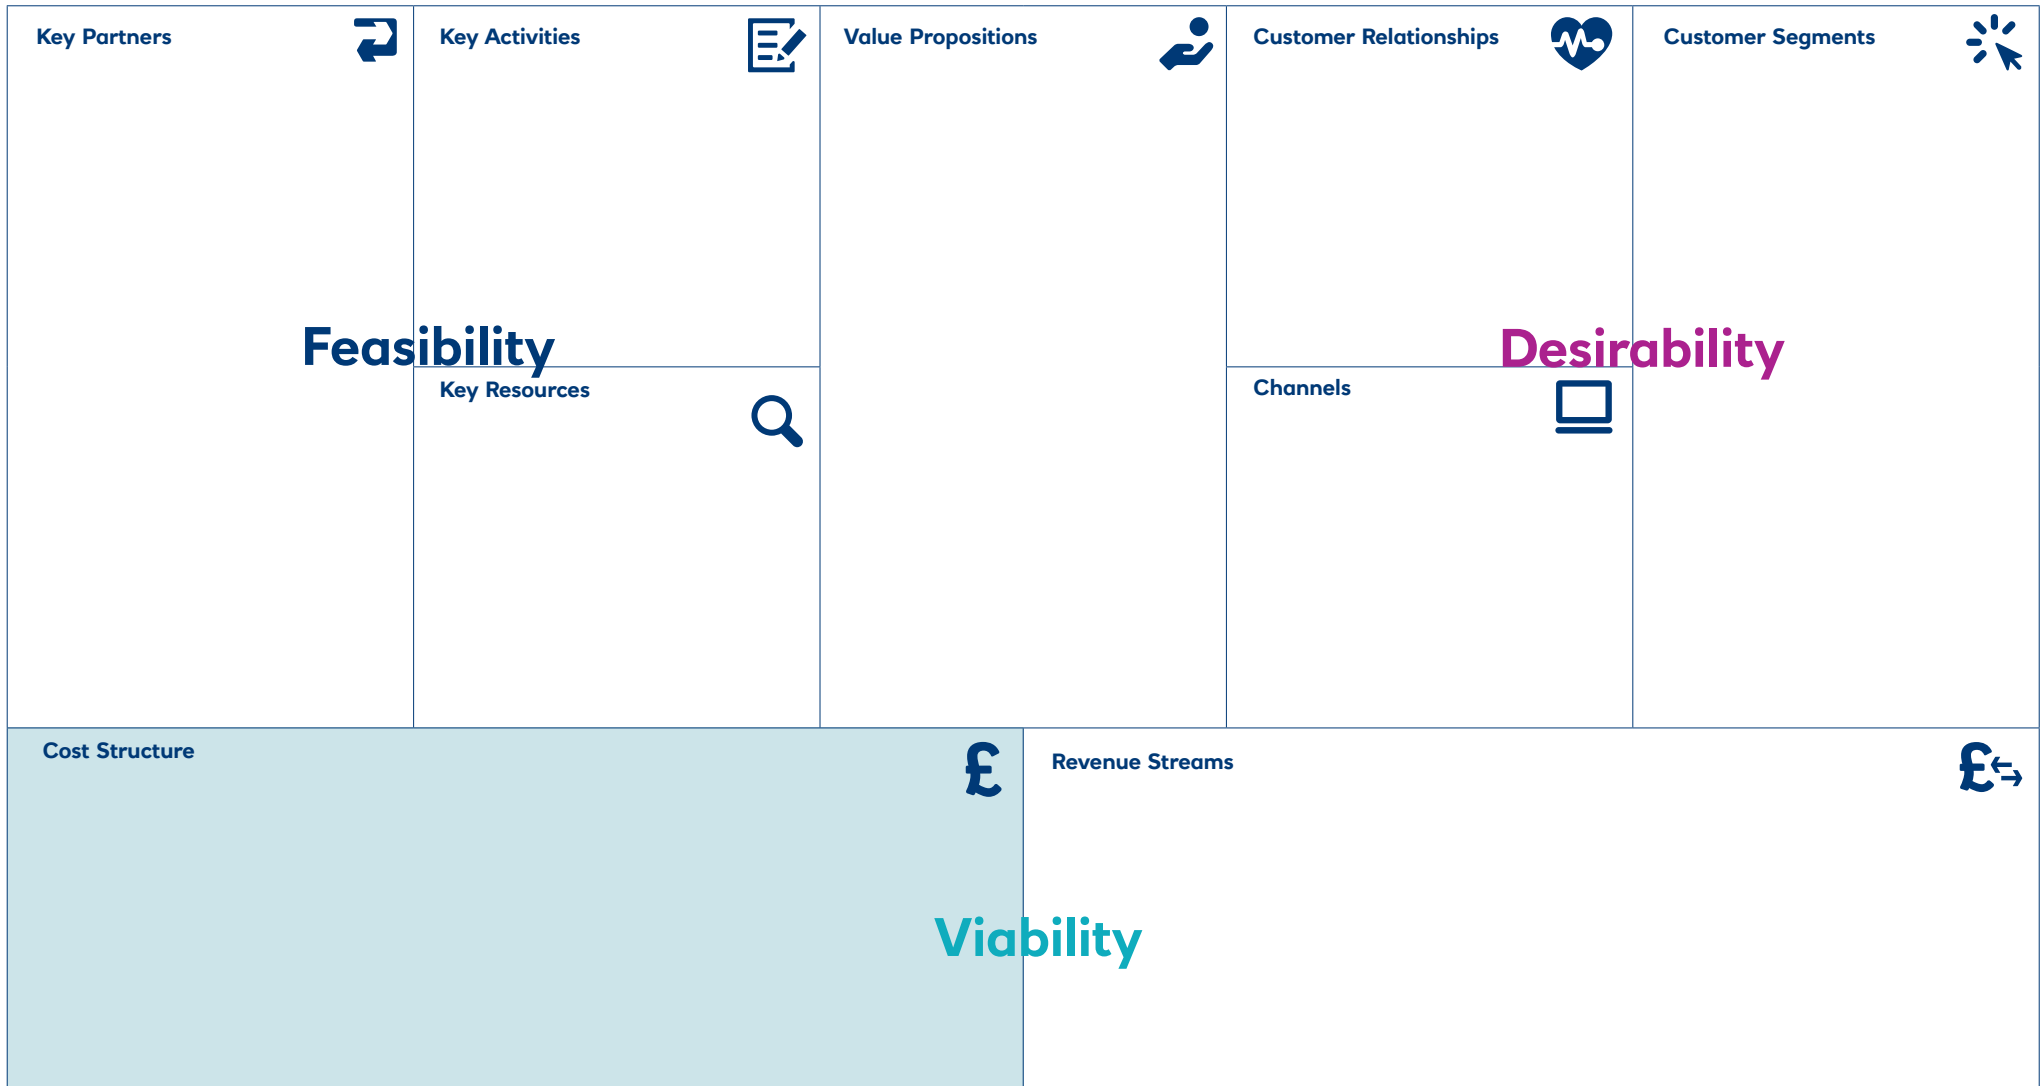 Key Partners
Key Activities
Value Propositions
Customer Relationships
Customer Segments
Feasibility
Desirability
Key Resources
Channels
Cost Structure
£
Revenue Streams
£
Viability